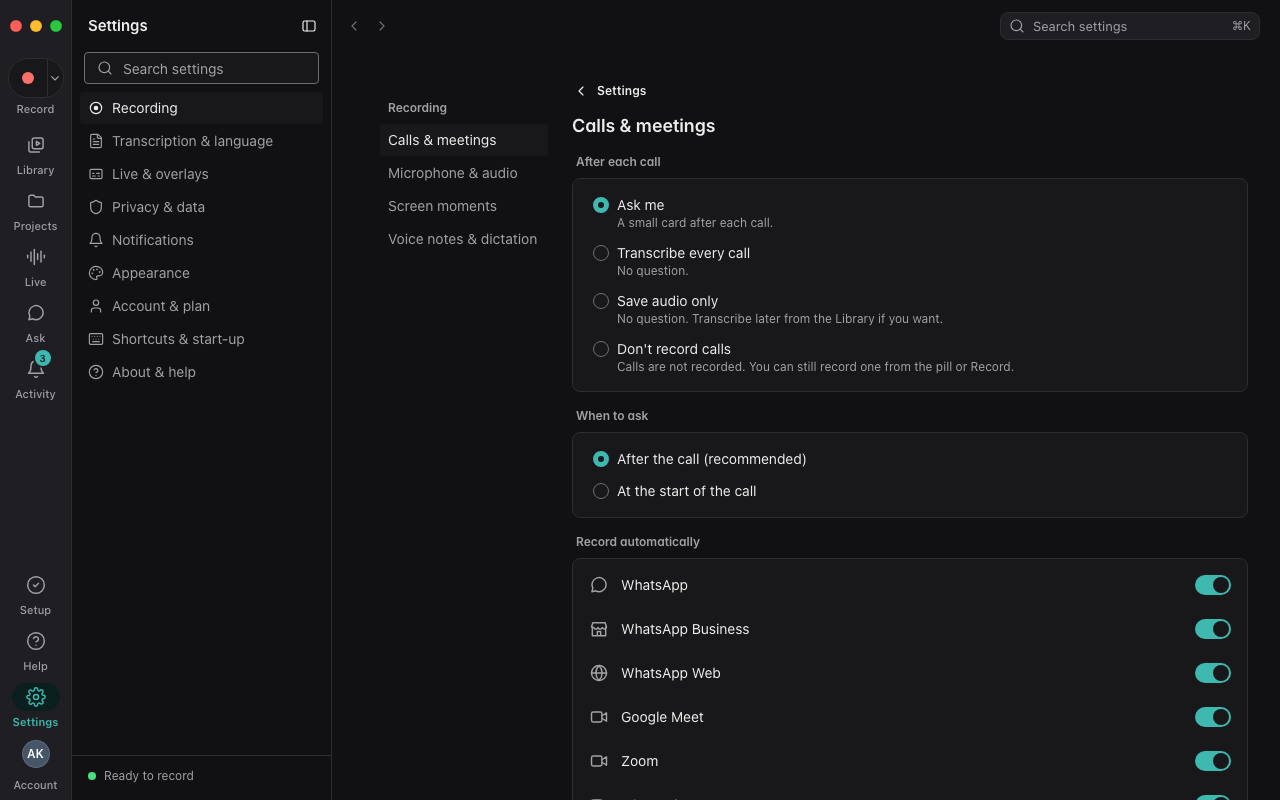 Settings
Search settings
⌘K
Record
Library
Projects
Live
Ask
3
Activity
Setup
Help
Settings
AK
Account
Search settings
Recording
Transcription & language
Live & overlays
Privacy & data
Notifications
Appearance
Account & plan
Shortcuts & start-up
About & help
Ready to record
Recording
Calls & meetings
Microphone & audio
Screen moments
Voice notes & dictation
Settings
Calls & meetings
After each call
Ask me
A small card after each call.
Transcribe every call
No question.
Save audio only
No question. Transcribe later from the Library if you want.
Don't record calls
Calls are not recorded. You can still record one from the pill or Record.
When to ask
After the call (recommended)
At the start of the call
Record automatically
WhatsApp
WhatsApp Business
WhatsApp Web
Google Meet
Zoom